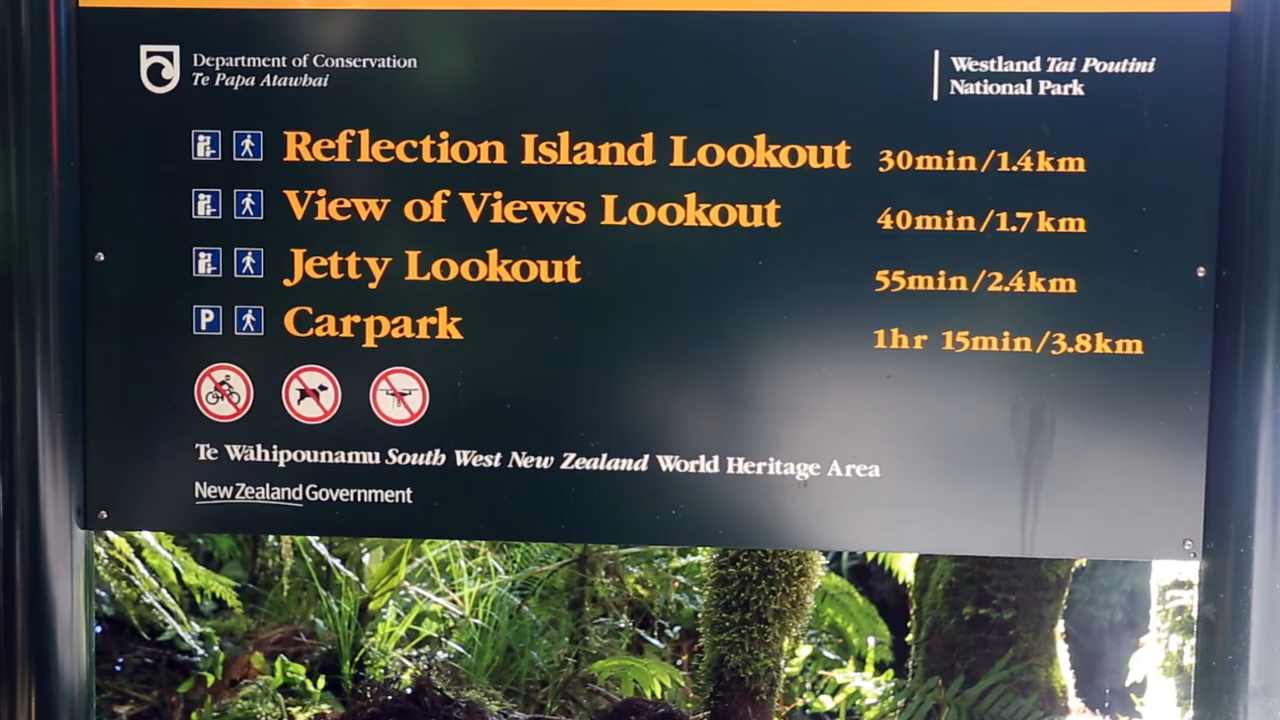 Department of Conservation
Te Papa Atawhai
Westland Tai Poutini
National Park
Reflection Island Lookout 30min/1.4km
View of Views Lookout 40min/1.7km
Jetty Lookout 55min/2.4km
P Carpark 1hr 15min/3.8km
Te Wāhipounamu South West New Zealand World Heritage Area
New Zealand Government